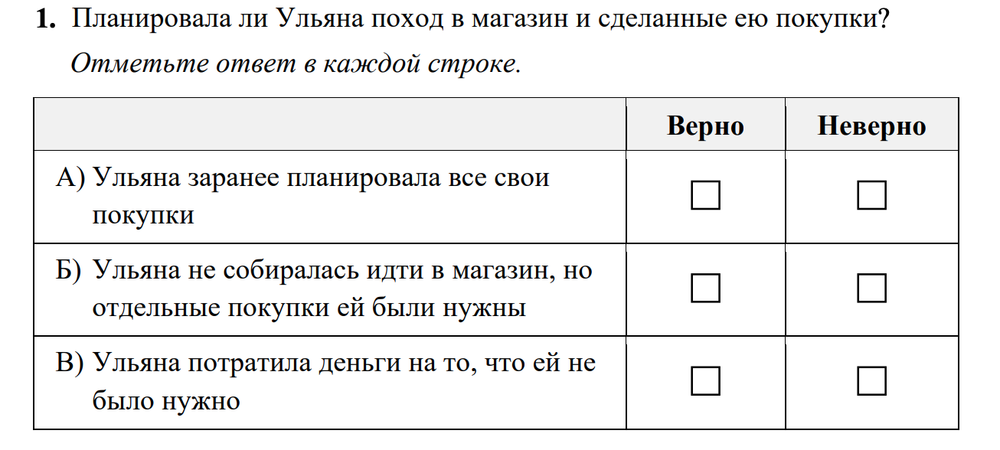 1. Планировала ли Ульяна поход в магазин и сделанные ею покупки?
Отметьте ответ в каждой строке.
Верно Неверно
А) Ульяна заранее планировала все свои
покупки
Б) Ульяна не собиралась идти в магазин, но
отдельные покупки ей были нужны
В) Ульяна потратила деньги на то, что ей не
было нужно